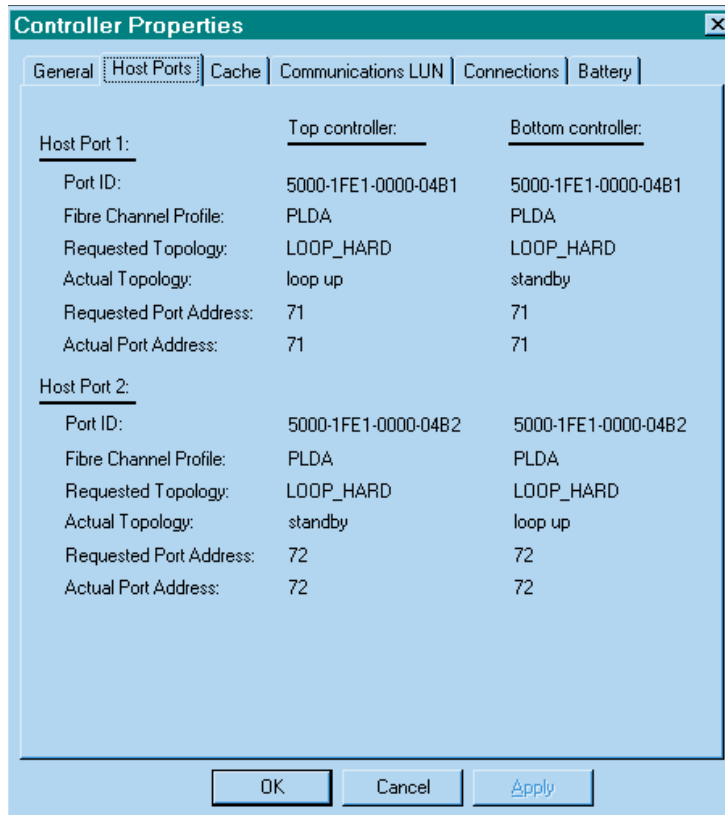 Controller Properties
General Host Ports Cache Communications LUN Connections Battery
Top controller: Bottom controller:
Host Port 1:
Port ID: 5000-1FE1-0000-04B1 5000-1FE1-0000-04B1
Fibre Channel Profile: PLDA PLDA
Requested Topology: LOOP_HARD LOOP_HARD
Actual Topology: loop up standby
Requested Port Address: 71 71
Actual Port Address: 71 71
Host Port 2:
Port ID: 5000-1FE1-0000-04B2 5000-1FE1-0000-04B2
Fibre Channel Profile: PLDA PLDA
Requested Topology: LOOP_HARD LOOP_HARD
Actual Topology: standby loop up
Requested Port Address: 72 72
Actual Port Address: 72 72
OK Cancel Apply